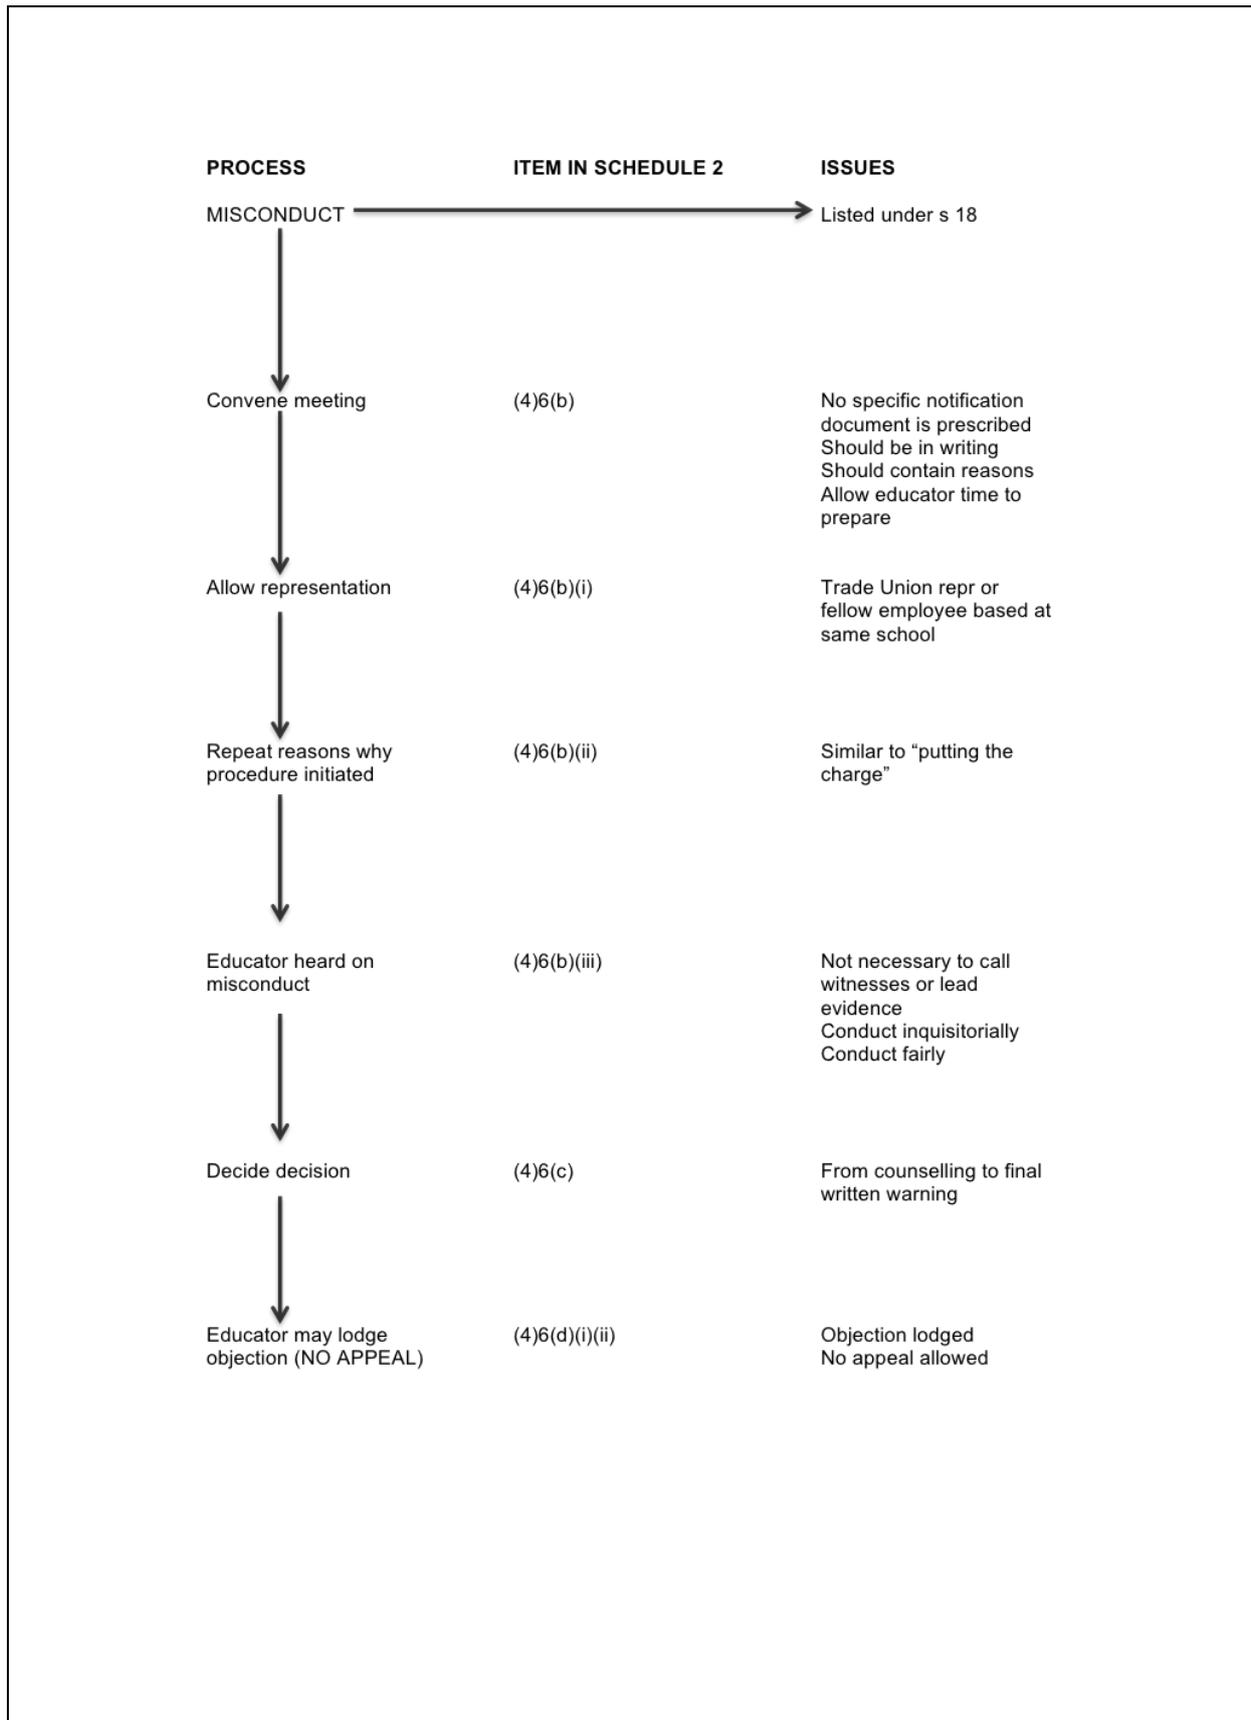 PROCESS ITEM IN SCHEDULE 2 ISSUES
MISCONDUCT Listed under s 18
Convene meeting (4)6(b) No specific notification
document is prescribed
Should be in writing
Should contain reasons
Allow educator time to
prepare
Allow representation (4)6(b)(i) Trade Union repr or
fellow employee based at
same school
Repeat reasons why (4)6(b)(ii) Similar to “putting the
procedure initiated charge”
Educator heard on (4)6(b)(iii) Not necessary to call
misconduct witnesses or lead
evidence
Conduct inquisitorially
Conduct fairly
Decide decision (4)6(c) From counselling to final
written warning
Educator may lodge (4)6(d)(i)(ii) Objection lodged
objection (NO APPEAL) No appeal allowed